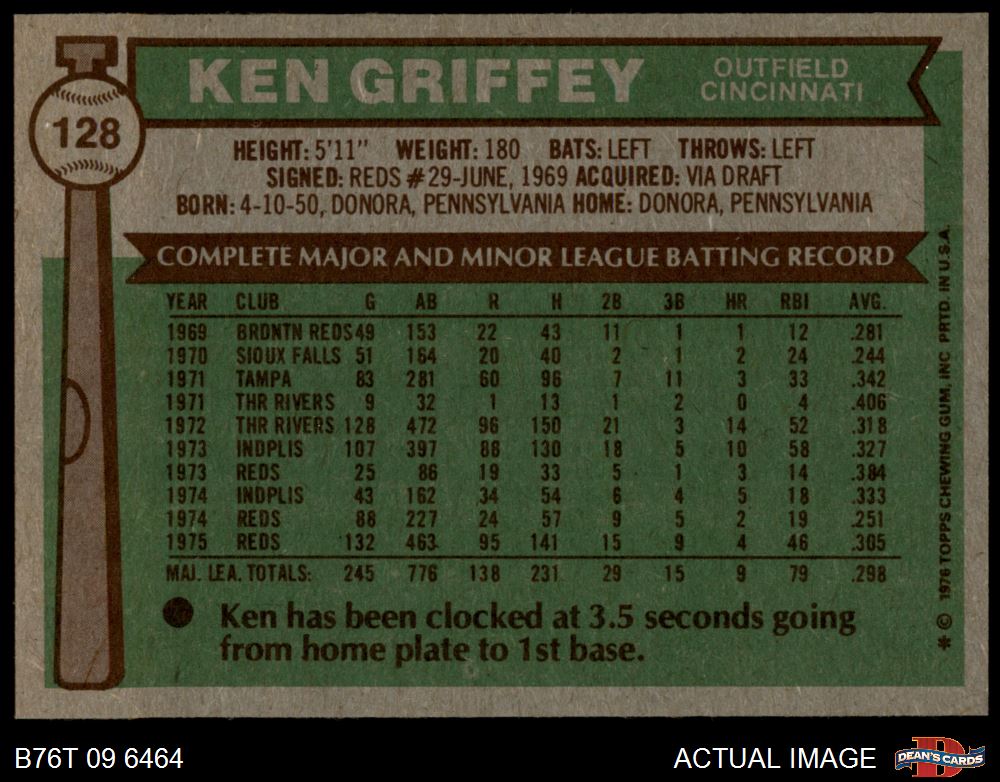 128
KEN GRIFFEY
OUTFIELD
CINCINNATI
HEIGHT: 5'11" WEIGHT: 180 BATS: LEFT THROWS: LEFT
SIGNED: REDS #29-JUNE, 1969 ACQUIRED: VIA DRAFT
BORN: 4-10-50, DONORA, PENNSYLVANIA HOME: DONORA, PENNSYLVANIA
COMPLETE MAJOR AND MINOR LEAGUE BATTING RECORD
YEAR CLUB G AB R H 2B 3B HR RBI AVG.
1969 BRDNTN REDS 49 153 22 43 11 1 1 12 .281
1970 SIOUX FALLS 51 164 20 40 2 1 2 24 .244
1971 TAMPA 83 281 60 96 7 11 3 33 .342
1971 THR RIVERS 9 32 1 13 1 2 0 4 .406
1972 THR RIVERS 128 472 96 150 21 3 14 52 .318
1973 INDPLIS 107 397 88 130 18 5 10 58 .327
1973 REDS 25 86 19 33 5 1 3 14 .384
1974 INDPLIS 43 162 34 54 6 4 5 18 .333
1974 REDS 88 227 24 57 9 5 2 19 .251
1975 REDS 132 463 95 141 15 9 4 46 .305
MAJ. LEA. TOTALS: 245 776 138 231 29 15 9 79 .298
Ken has been clocked at 3.5 seconds going
from home plate to 1st base.
* © 1976 TOPPS CHEWING GUM, INC. PRTD. IN U.S.A.
B76T 09 6464
ACTUAL IMAGE
D
DEAN'S CARDS